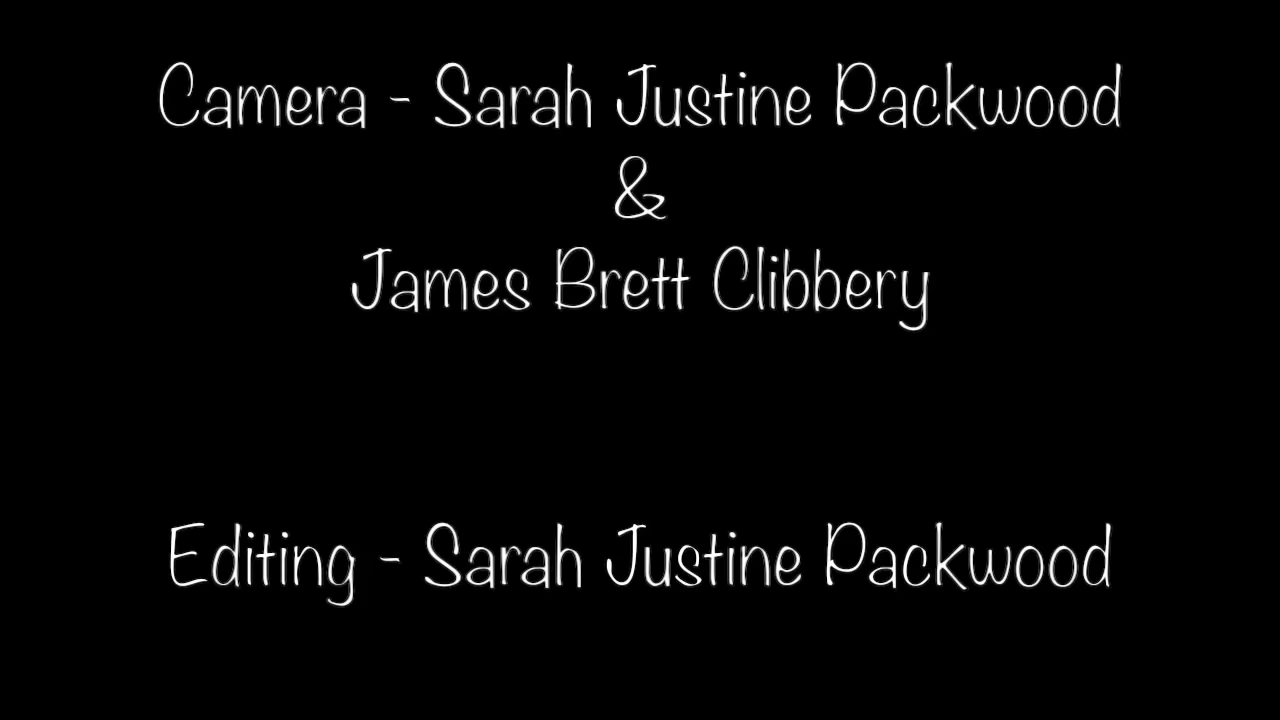 Camera - Sarah Justine Packwood
&
James Brett Clibbery
Editing - Sarah Justine Packwood